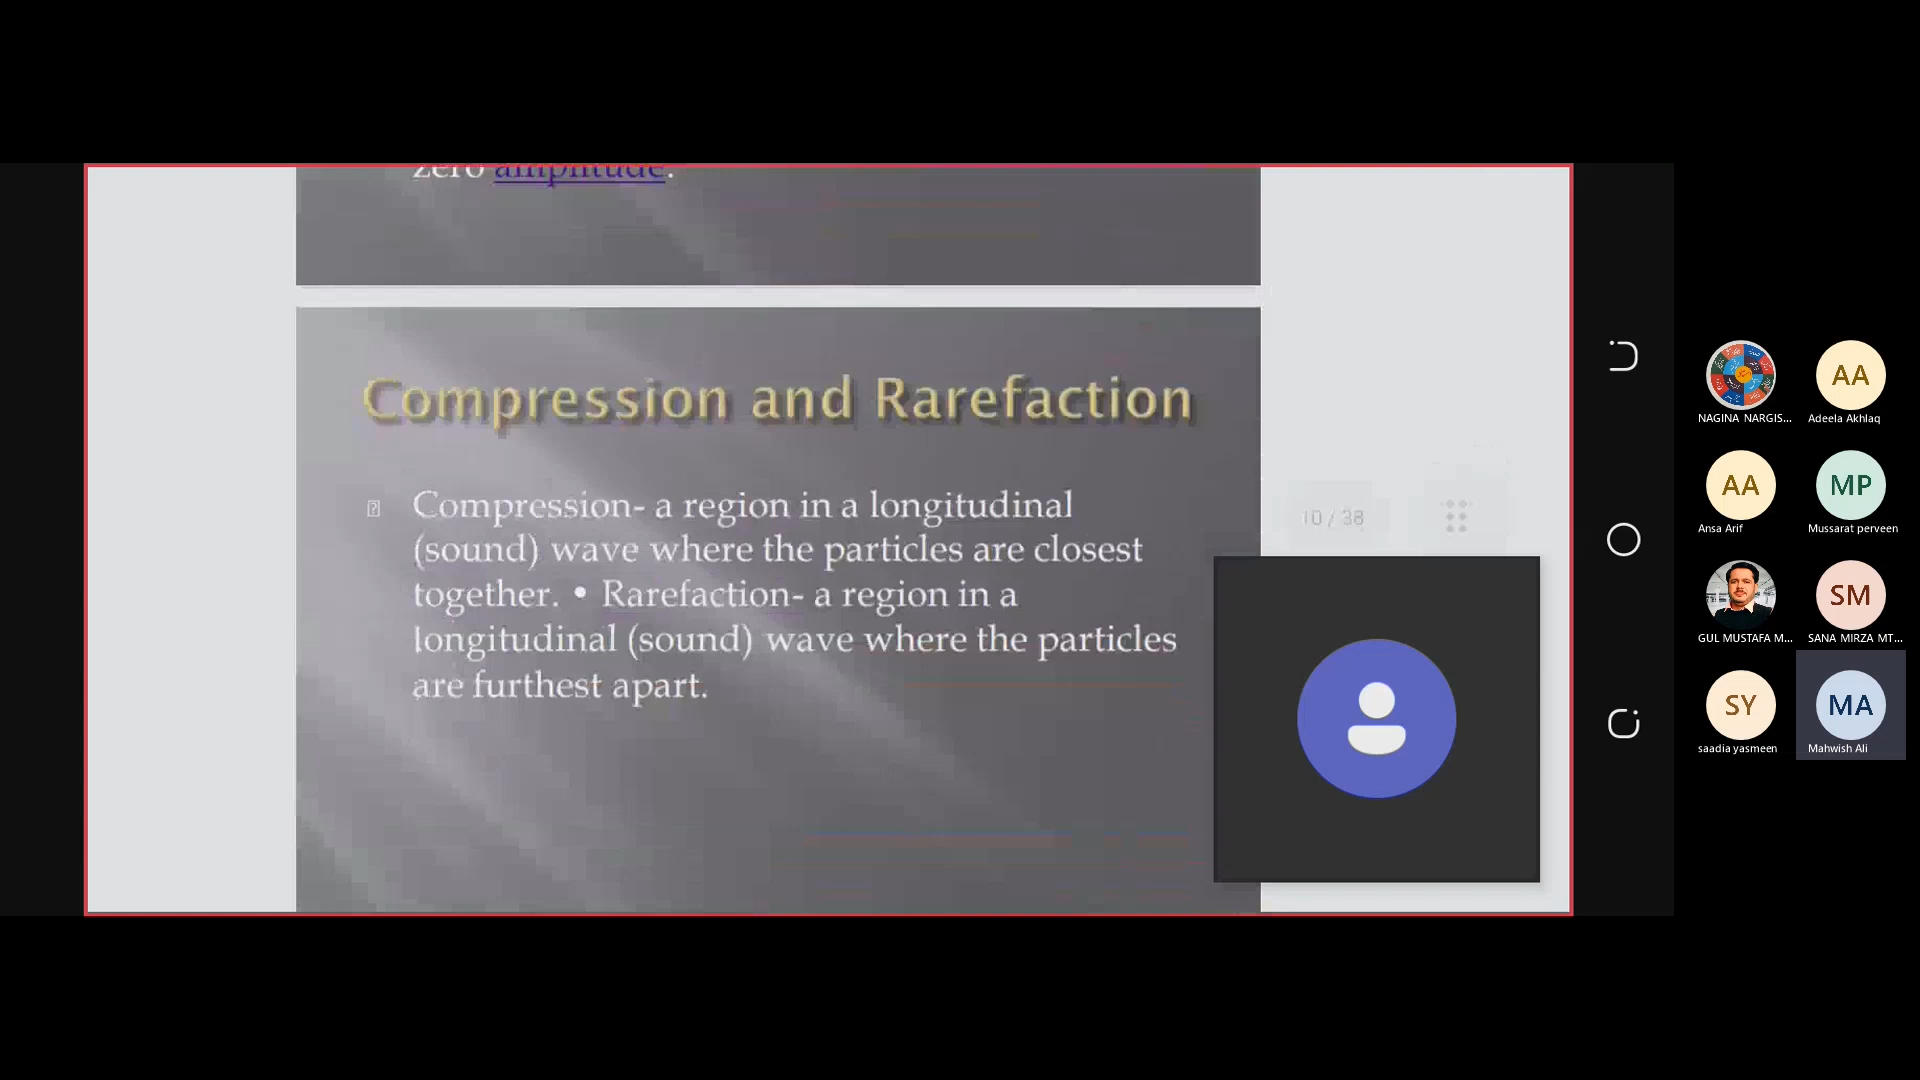 zero amplitude.
Compression and Rarefaction
Compression- a region in a longitudinal
(sound) wave where the particles are closest
together. • Rarefaction- a region in a
longitudinal (sound) wave where the particles
are furthest apart.
10 / 38
NAGINA NARGIS...
AA
Adeela Akhlaq
AA
Ansa Arif
MP
Mussarat perveen
GUL MUSTAFA M...
SM
SANA MIRZA MT...
SY
saadia yasmeen
MA
Mahwish Ali